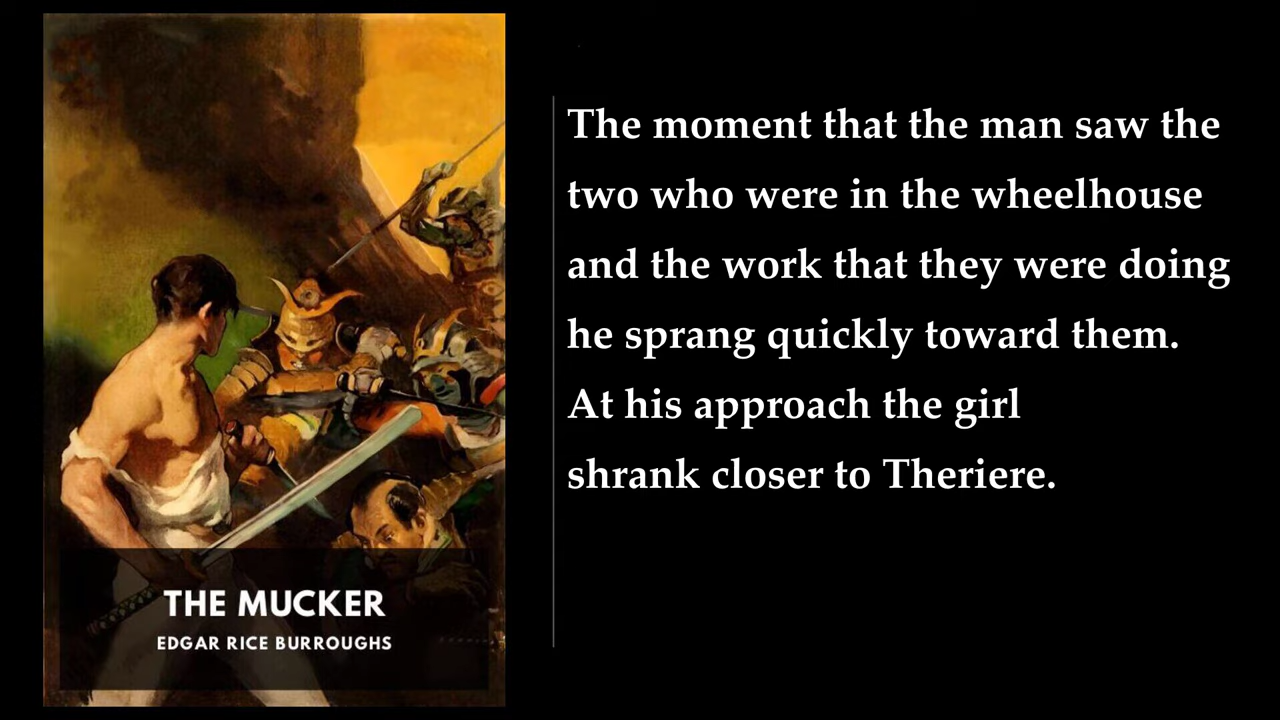 THE MUCKER
EDGAR RICE BURROUGHS
The moment that the man saw the
two who were in the wheelhouse
and the work that they were doing
he sprang quickly toward them.
At his approach the girl
shrank closer to Theriere.